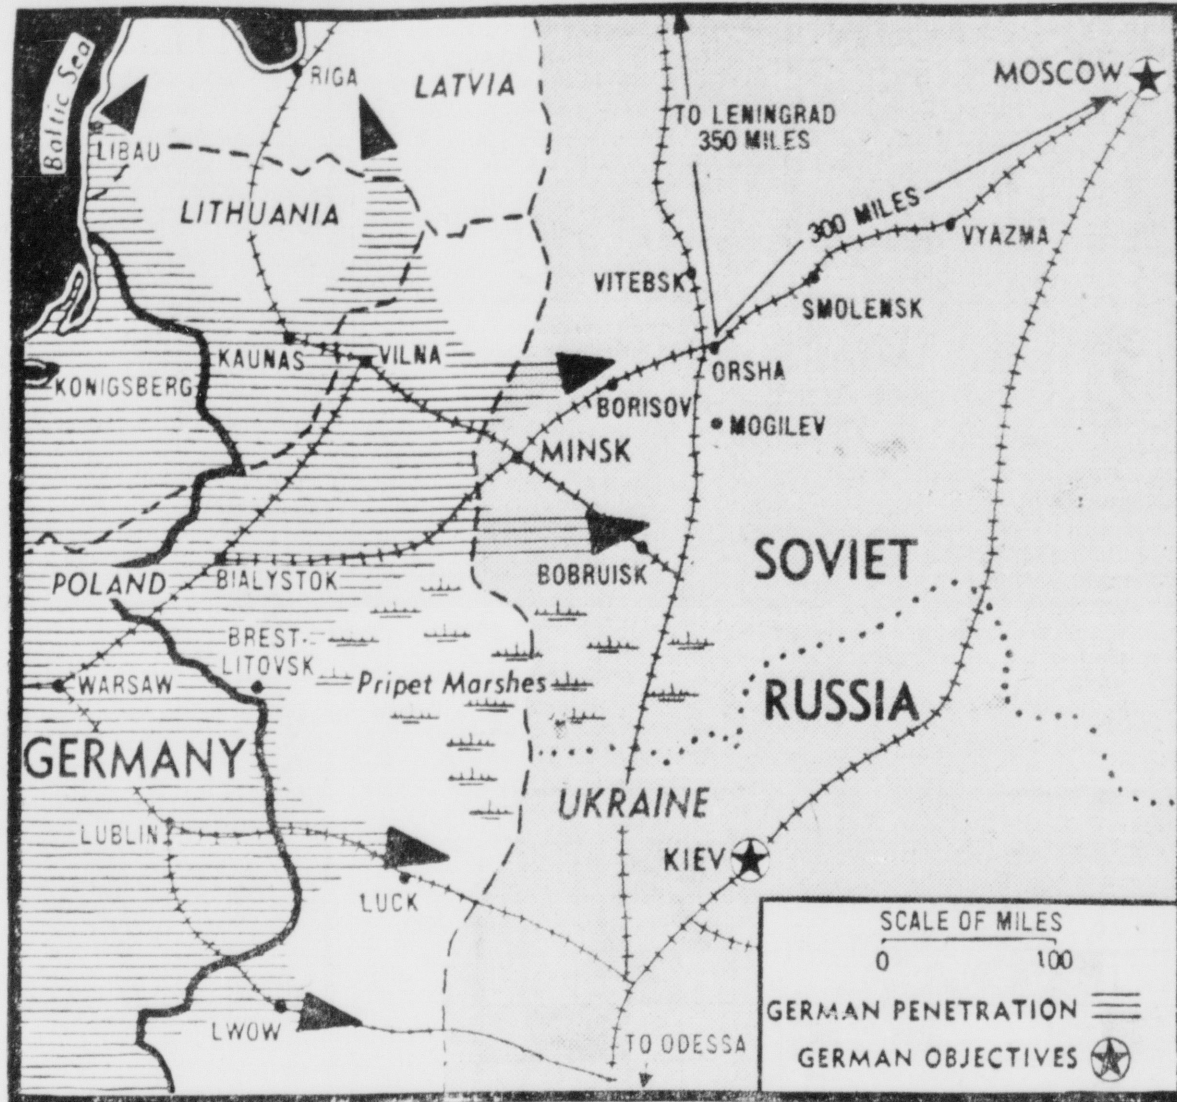 Baltic Sea
RIGA
LATVIA
MOSCOW
TO LENINGRAD
350 MILES
LIBAU
LITHUANIA
300 MILES
VYAZMA
VITEBSK
SMOLENSK
KAUNAS
VILNA
ORSHA
KONIGSBERG
BORISOV
MOGILEV
MINSK
SOVIET
POLAND
BIALYSTOK
BOBRUISK
BREST-
LITOVSK
WARSAW
Pripet Marshes
RUSSIA
GERMANY
UKRAINE
LUBLIN
KIEV
LUCK
SCALE OF MILES
0 100
GERMAN PENETRATION
LWOW
TO ODESSA
GERMAN OBJECTIVES